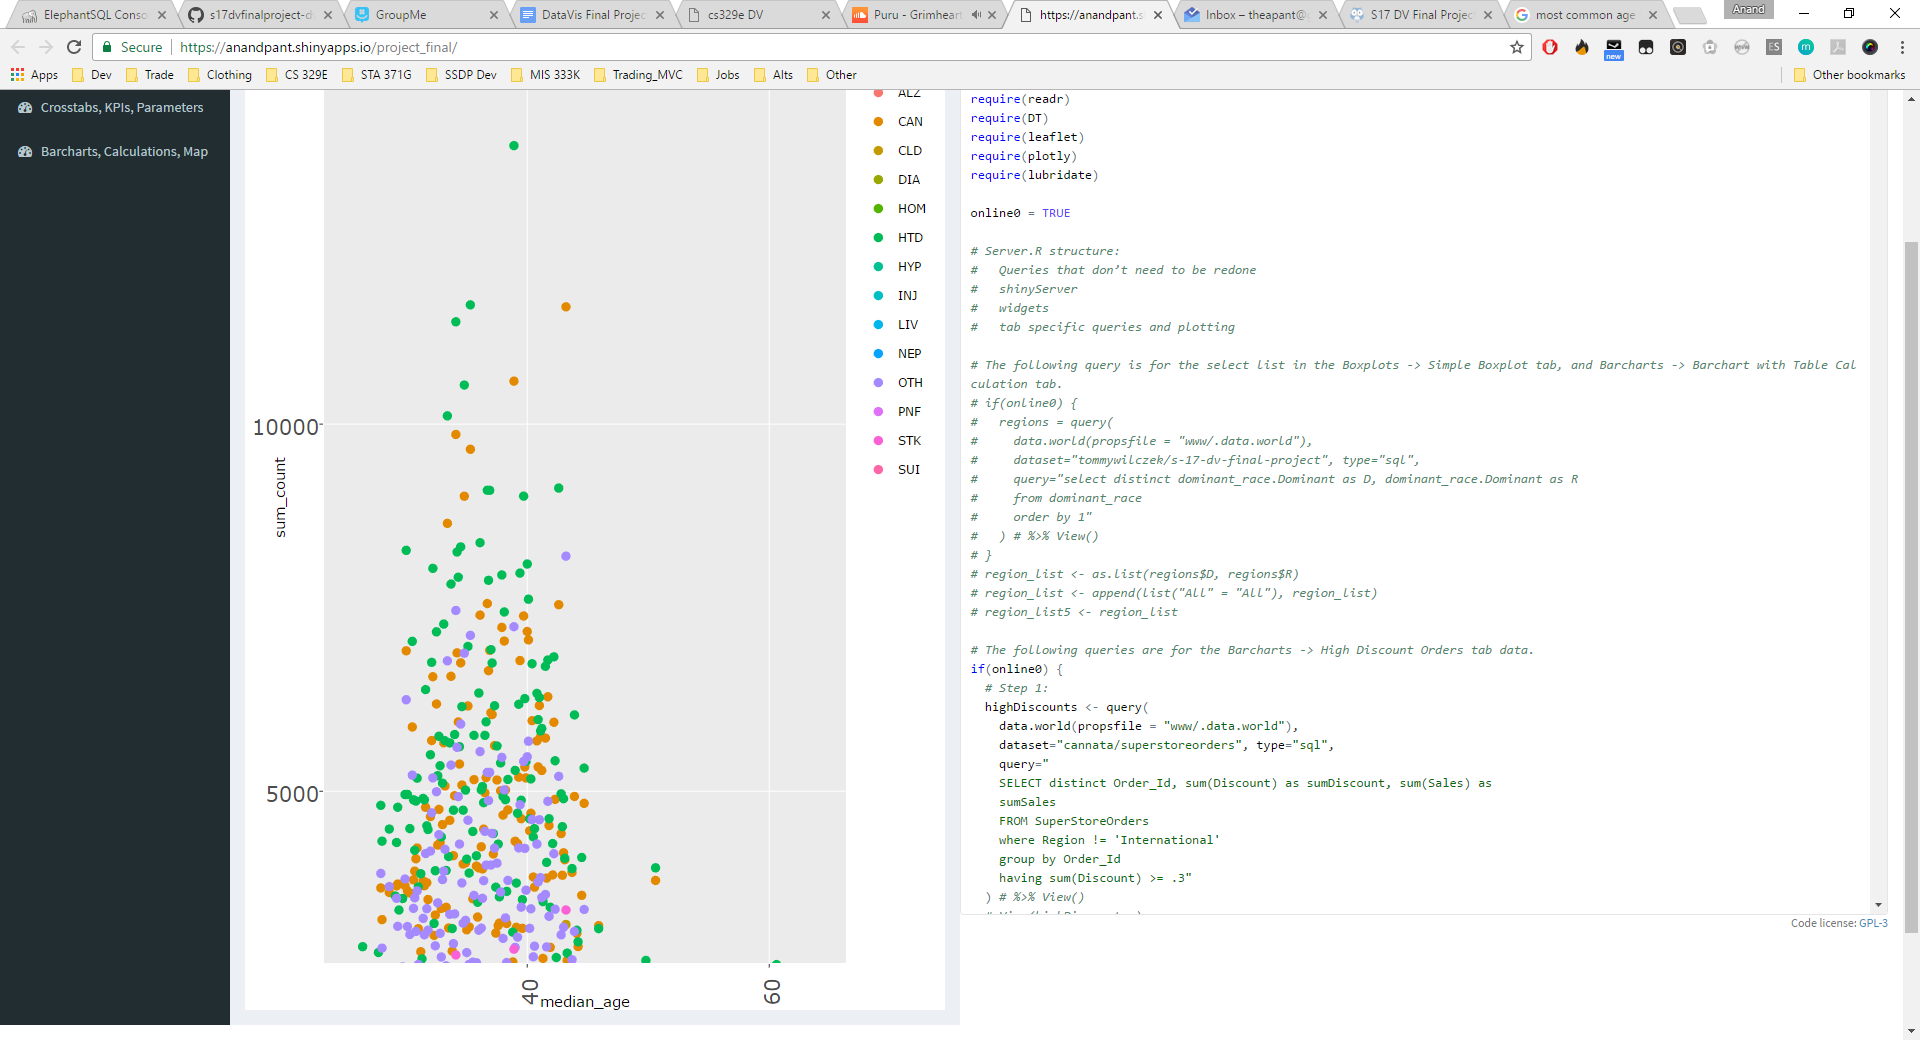 ElephantSQL Conso
s17dvfinalproject-d
GroupMe
DataVis Final Projec
cs329e DV
Puru - Grimheart
https://anandpant.s
Inbox – theapant@
S17 DV Final Projec
most common age
Anand
Secure
https://anandpant.shinyapps.io/project_final/
new
ES
m
Apps
Dev
Trade
Clothing
CS 329E
STA 371G
SSDP Dev
MIS 333K
Trading_MVC
Jobs
Alts
Other
Other bookmarks
Crosstabs, KPIs, Parameters
Barcharts, Calculations, Map
10000
5000
sum_count
40
60
median_age
ALZ
CAN
CLD
DIA
HOM
HTD
HYP
INJ
LIV
NEP
OTH
PNF
STK
SUI
require(readr)
require(DT)
require(leaflet)
require(plotly)
require(lubridate)
online0 = TRUE
# Server.R structure:
#   Queries that don’t need to be redone
#   shinyServer
#   widgets
#   tab specific queries and plotting
# The following query is for the select list in the Boxplots -> Simple Boxplot tab, and Barcharts -> Barchart with Table Cal
culation tab.
# if(online0) {
#   regions = query(
#     data.world(propsfile = "www/.data.world"),
#     dataset="tommywilczek/s-17-dv-final-project", type="sql",
#     query="select distinct dominant_race.Dominant as D, dominant_race.Dominant as R
#     from dominant_race
#     order by 1"
#   ) # %>% View()
# }
# region_list <- as.list(regions$D, regions$R)
# region_list <- append(list("All" = "All"), region_list)
# region_list5 <- region_list
# The following queries are for the Barcharts -> High Discount Orders tab data.
if(online0) {
  # Step 1:
  highDiscounts <- query(
    data.world(propsfile = "www/.data.world"),
    dataset="cannata/superstoreorders", type="sql",
    query="
    SELECT distinct Order_Id, sum(Discount) as sumDiscount, sum(Sales) as
    sumSales
    FROM SuperStoreOrders
    where Region != 'International'
    group by Order_Id
    having sum(Discount) >= .3"
  ) # %>% View()
Code license: GPL-3